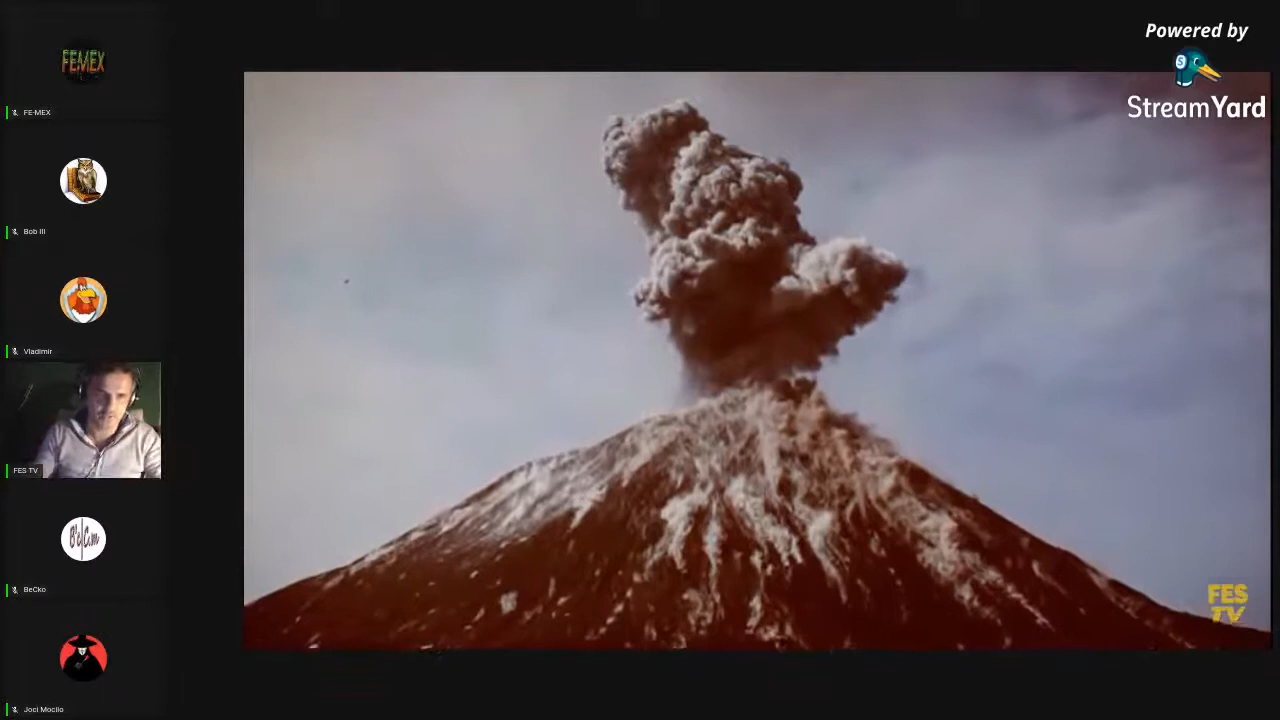 Powered by
StreamYard
FEMEX
FE-MEX
Bob III
Vladimir
FES TV
BeCko
Joci Mocilo
FES
TV